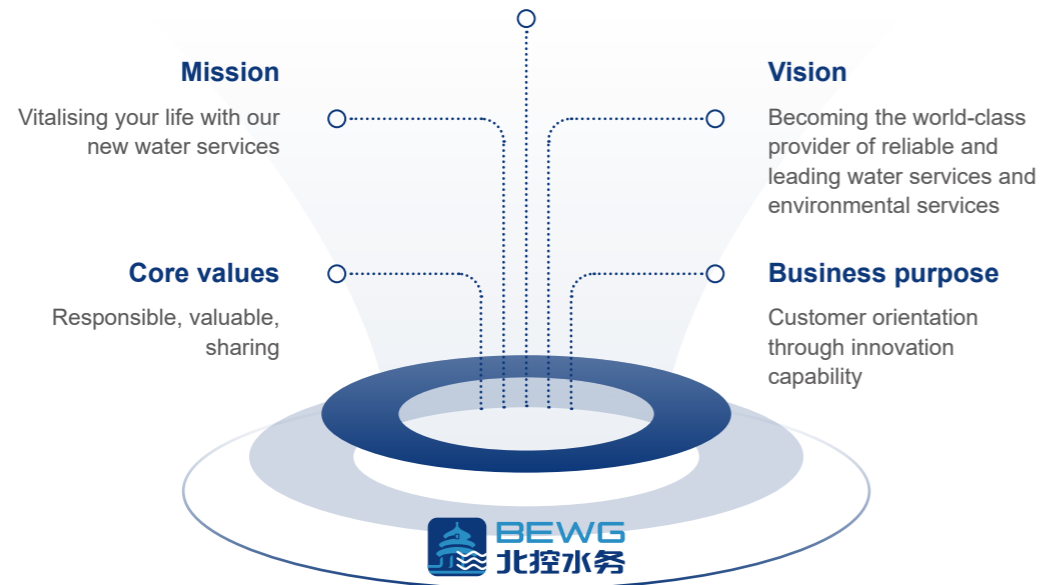 Mission
Vitalising your life with our
new water services
Vision
Becoming the world-class
provider of reliable and
leading water services and
environmental services
Core values
Responsible, valuable,
sharing
Business purpose
Customer orientation
through innovation
capability
BEWG
北控水务